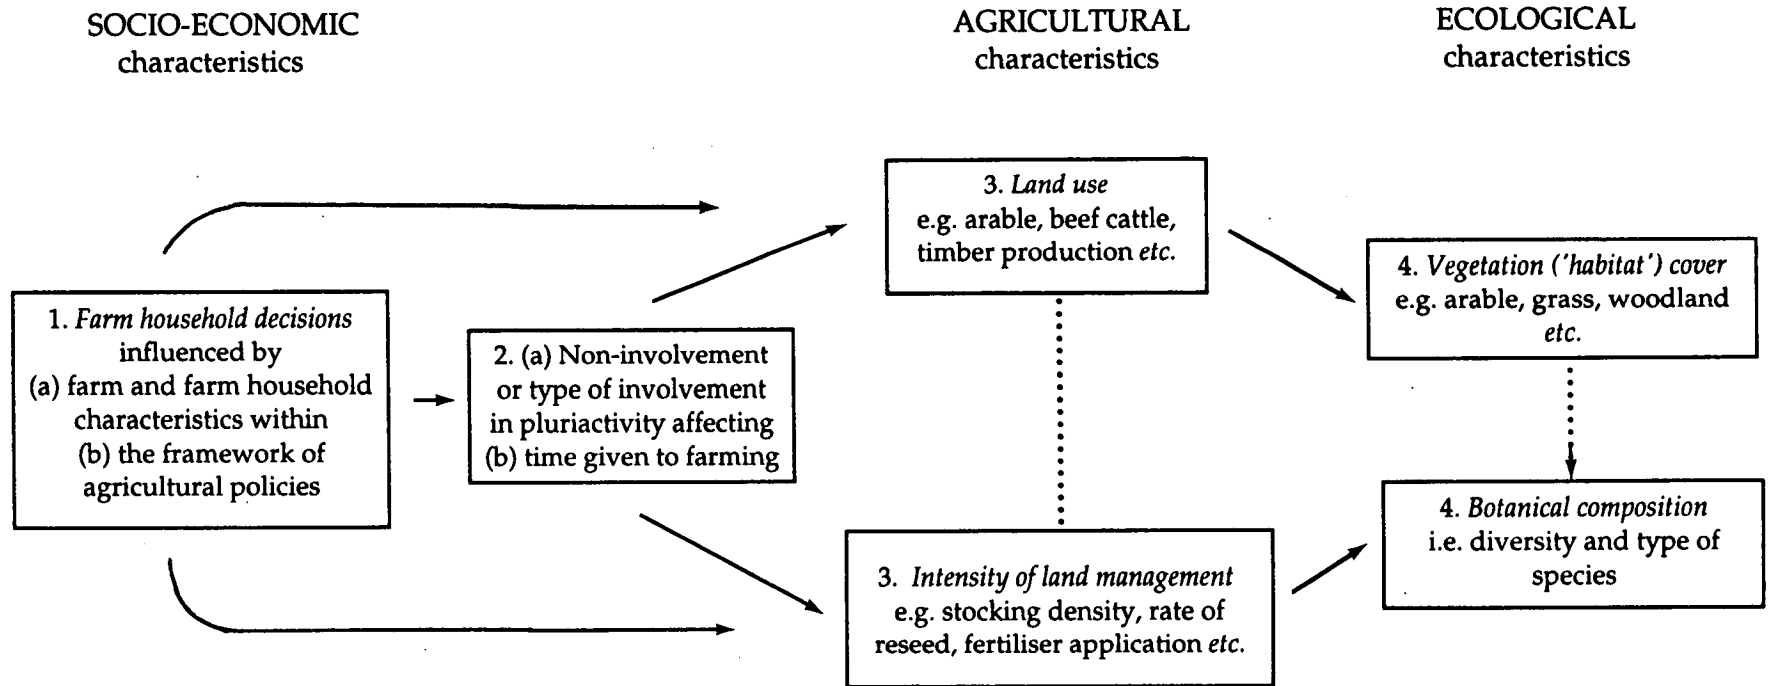 SOCIO-ECONOMIC
characteristics
AGRICULTURAL
characteristics
ECOLOGICAL
characteristics
1. Farm household decisions
influenced by
(a) farm and farm household
characteristics within
(b) the framework of
agricultural policies
2. (a) Non-involvement
or type of involvement
in pluriactivity affecting
(b) time given to farming
3. Land use
e.g. arable, beef cattle,
timber production etc.
3. Intensity of land management
e.g. stocking density, rate of
reseed, fertiliser application etc.
4. Vegetation ('habitat') cover
e.g. arable, grass, woodland
etc.
4. Botanical composition
i.e. diversity and type of
species